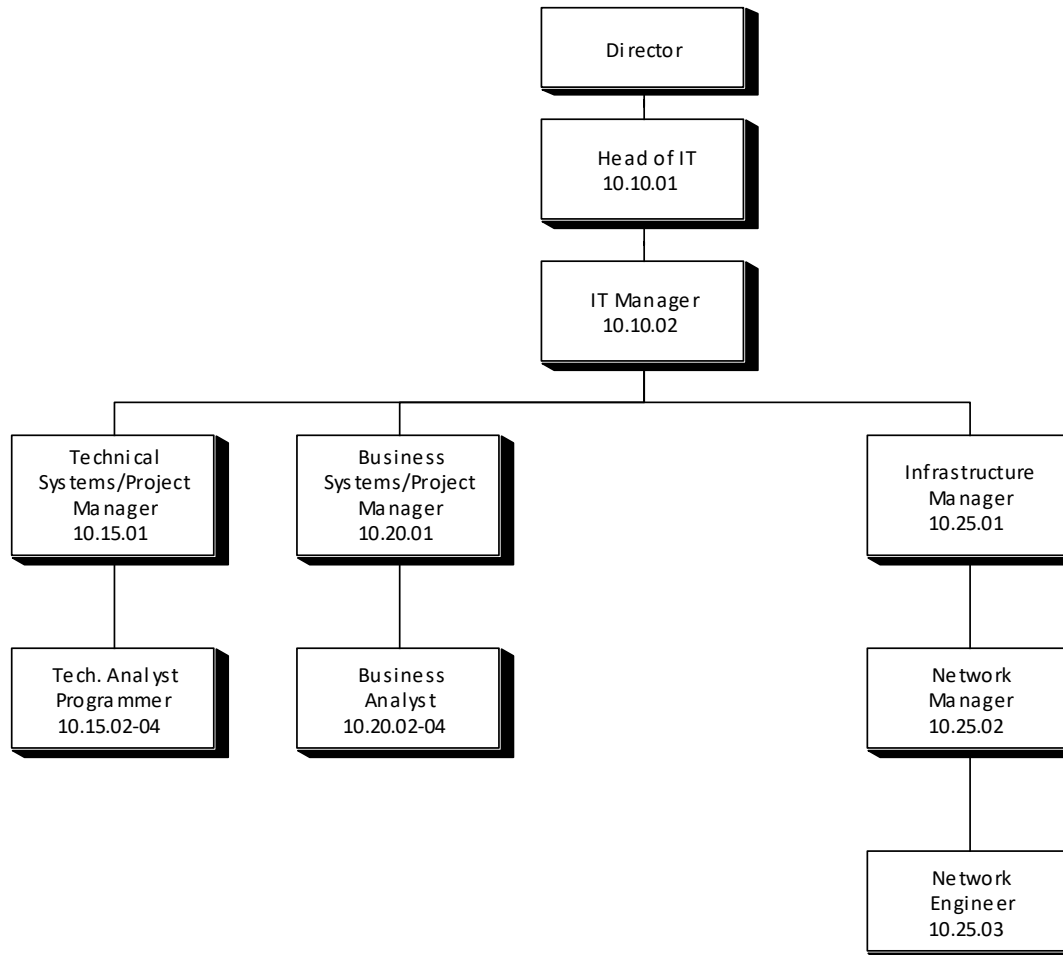 Director
Head of IT
10.10.01
IT Manager
10.10.02
Technical
Systems/Project
Manager
10.15.01
Business
Systems/Project
Manager
10.20.01
Infrastructure
Manager
10.25.01
Tech. Analyst
Programmer
10.15.02-04
Business
Analyst
10.20.02-04
Network
Manager
10.25.02
Network
Engineer
10.25.03